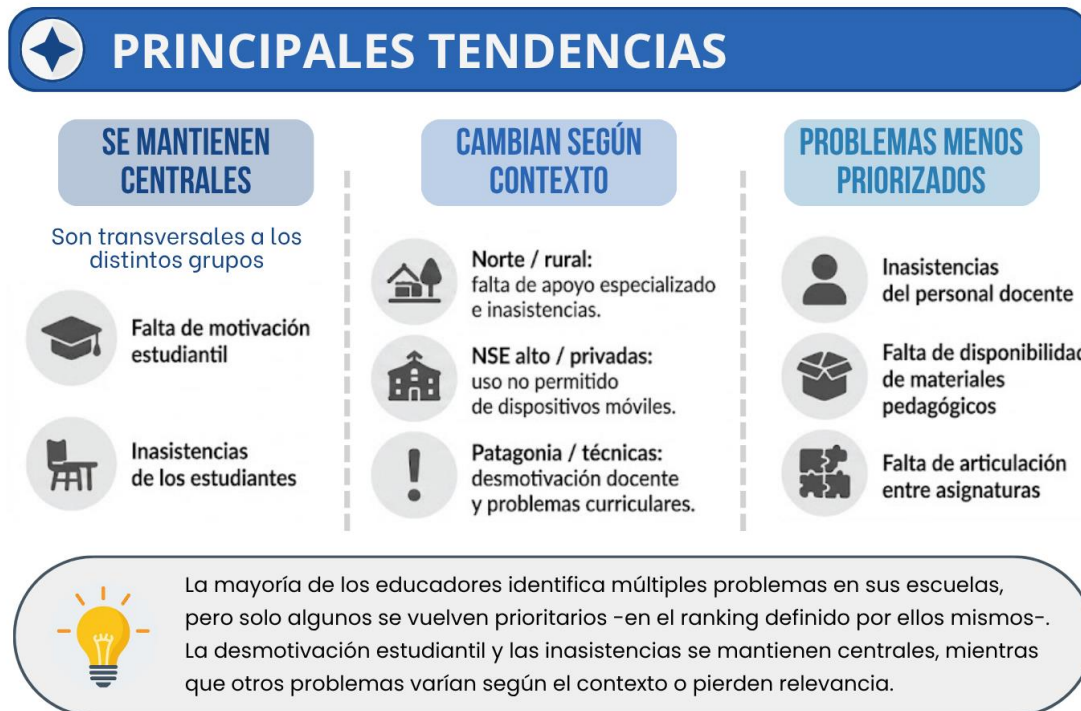 PRINCIPALES TENDENCIAS
SE MANTIENEN
CENTRALES
Son transversales a los
distintos grupos
Falta de motivación
estudiantil
Inasistencias
de los estudiantes
CAMBIAN SEGÚN
CONTEXTO
Norte / rural:
falta de apoyo especializado
e inasistencias.
NSE alto / privadas:
uso no permitido
de dispositivos móviles.
Patagonia / técnicas:
desmotivación docente
y problemas curriculares.
PROBLEMAS MENOS
PRIORIZADOS
Inasistencias
del personal docente
Falta de disponibilidad
de materiales
pedagógicos
Falta de articulación
entre asignaturas
La mayoría de los educadores identifica múltiples problemas en sus escuelas,
pero solo algunos se vuelven prioritarios -en el ranking definido por ellos mismos-.
La desmotivación estudiantil y las inasistencias se mantienen centrales, mientras
que otros problemas varían según el contexto o pierden relevancia.